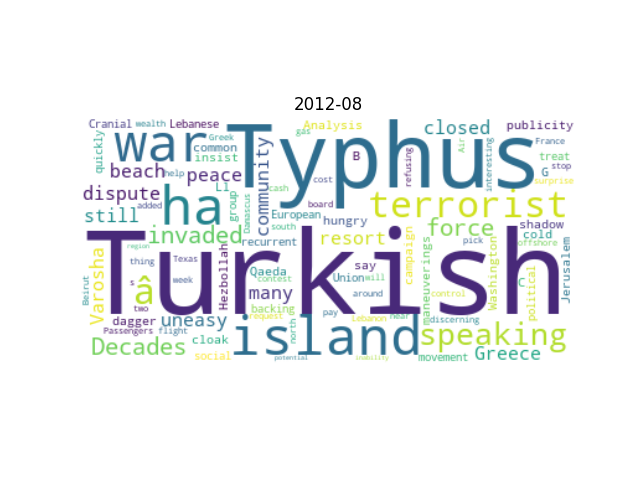 2012-08
Cranial wealth Lebanese
quickly
war
Typhus
gas Analysis
closed
publicity
Greek
common
insist
community
B
refusing
Air
interesting
France
G stop
treat
surprise
beach help peace
dispute added
still
ha
L1
group
Damascus
cash
cost
board
European
south
hungry
terrorist
shadow
cold
offshore
Jerusalem
invaded
recurrent
resort
force
campaign
maneuverings
pick
Washington
political
C
Turkish
Varosha
region
thing Texas
s week
â
two
Beirut
Hezbollah
Qaeda
contest
Union
say
will
around
control
many
backing
request
north
pay
Lebanon
near
discerning
dagger
Passengers flight
uneasy
island
speaking
Decades
cloak
social
potential
inability
movement
Greece